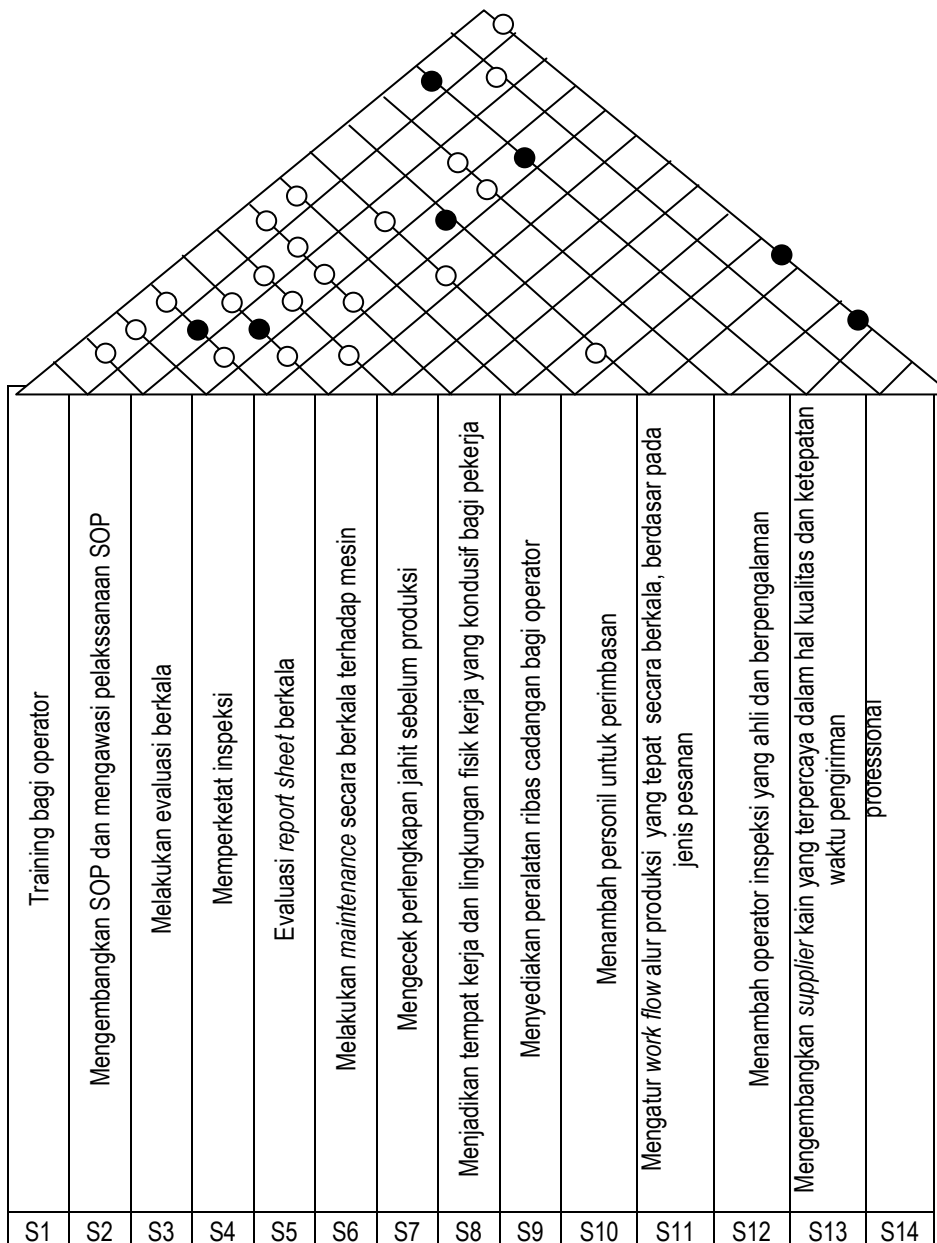 Training bagi operator
Mengembangkan SOP dan mengawasi pelakssanaan SOP
Melakukan evaluasi berkala
Memperketat inspeksi
Evaluasi report sheet berkala
Melakukan maintenance secara berkala terhadap mesin
Mengecek perlengkapan jahit sebelum produksi
Menjadikan tempat kerja dan lingkungan fisik kerja yang kondusif bagi pekerja
Menyediakan peralatan ribas cadangan bagi operator
Menambah personil untuk perimbasan
Mengatur work flow alur produksi yang tepat secara berkala, berdasar pada
jenis pesanan
Menambah operator inspeksi yang ahli dan berpengalaman
Mengembangkan supplier kain yang terpercaya dalam hal kualitas dan ketepatan
waktu pengiriman
professional
S1 S2 S3 S4 S5 S6 S7 S8 S9 S10 S11 S12 S13 S14